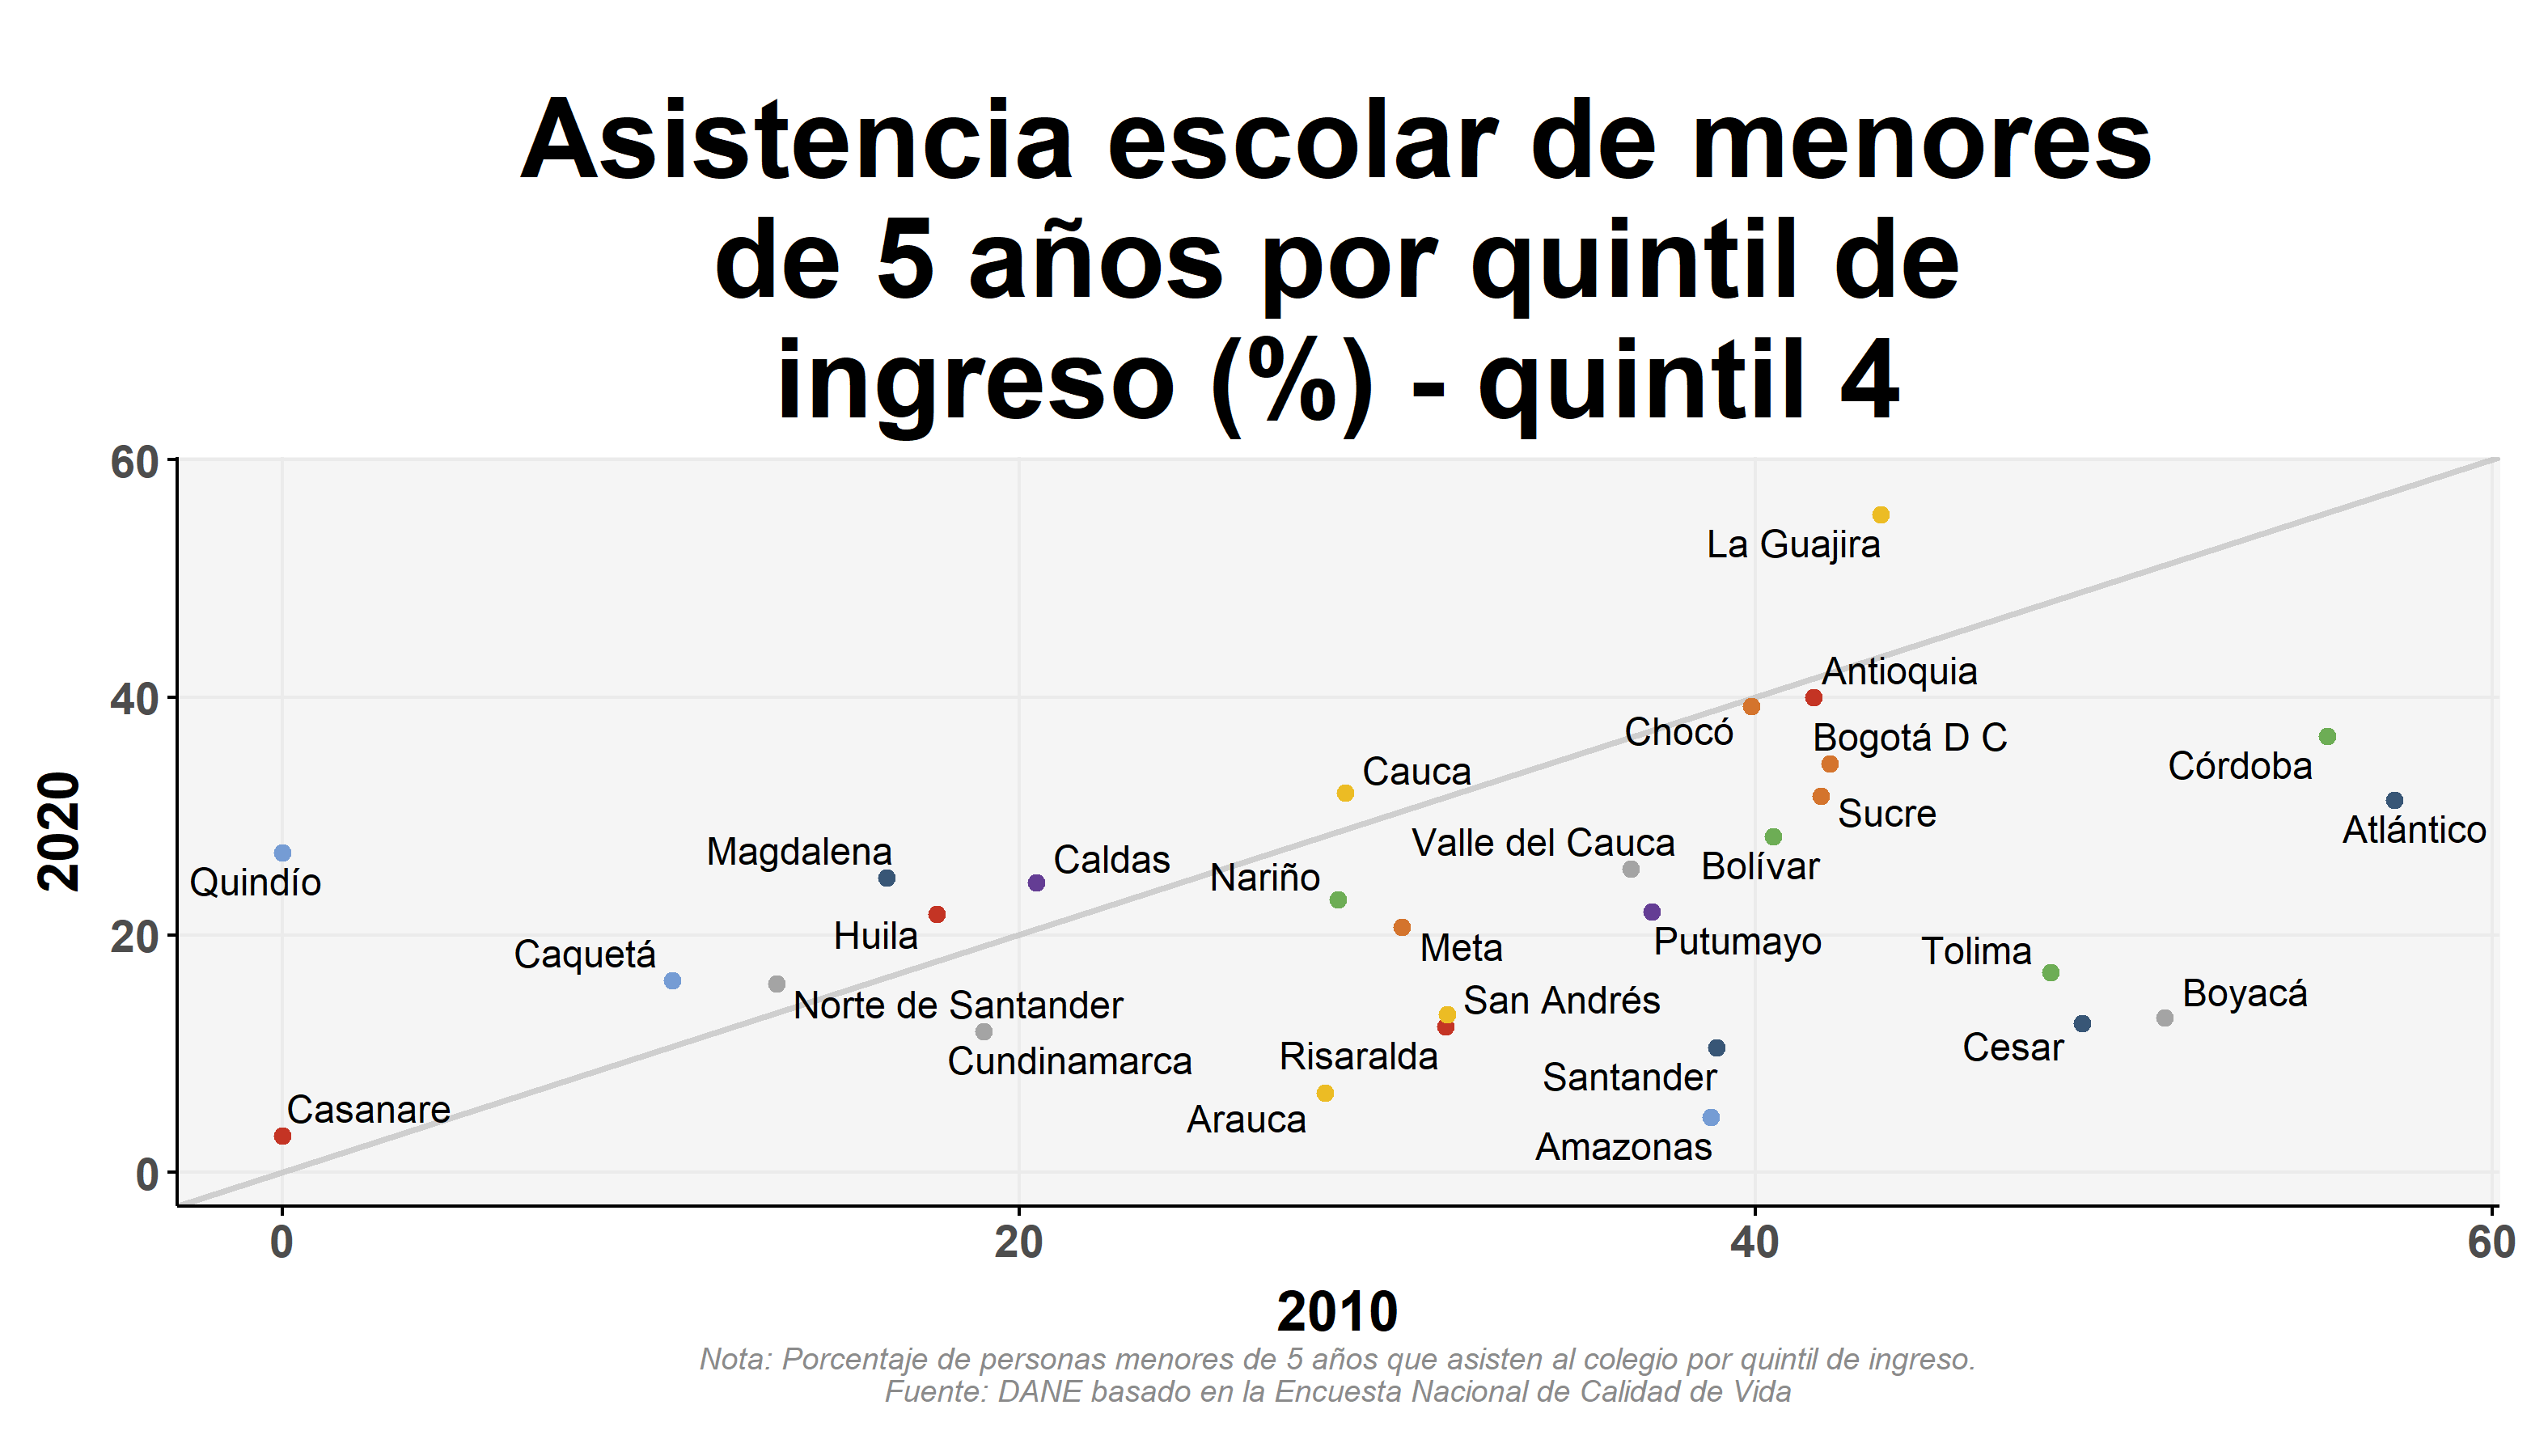 Asistencia escolar de menores
de 5 años por quintil de
ingreso (%) - quintil 4
60
La Guajira
Antioquia
40
Chocó
Bogotá D C
Córdoba
Cauca
Sucre
Atlántico
2020
Valle del Cauca
Magdalena
Caldas
Bolívar
Nariño
Quindío
Huila
20
Putumayo
Meta
Tolima
Caquetá
Boyacá
San Andrés
Norte de Santander
Cesar
Risaralda
Cundinamarca
Santander
Casanare
Arauca
Amazonas
0
0
20
40
60
2010
Nota: Porcentaje de personas menores de 5 años que asisten al colegio por quintil de ingreso.
Fuente: DANE basado en la Encuesta Nacional de Calidad de Vida